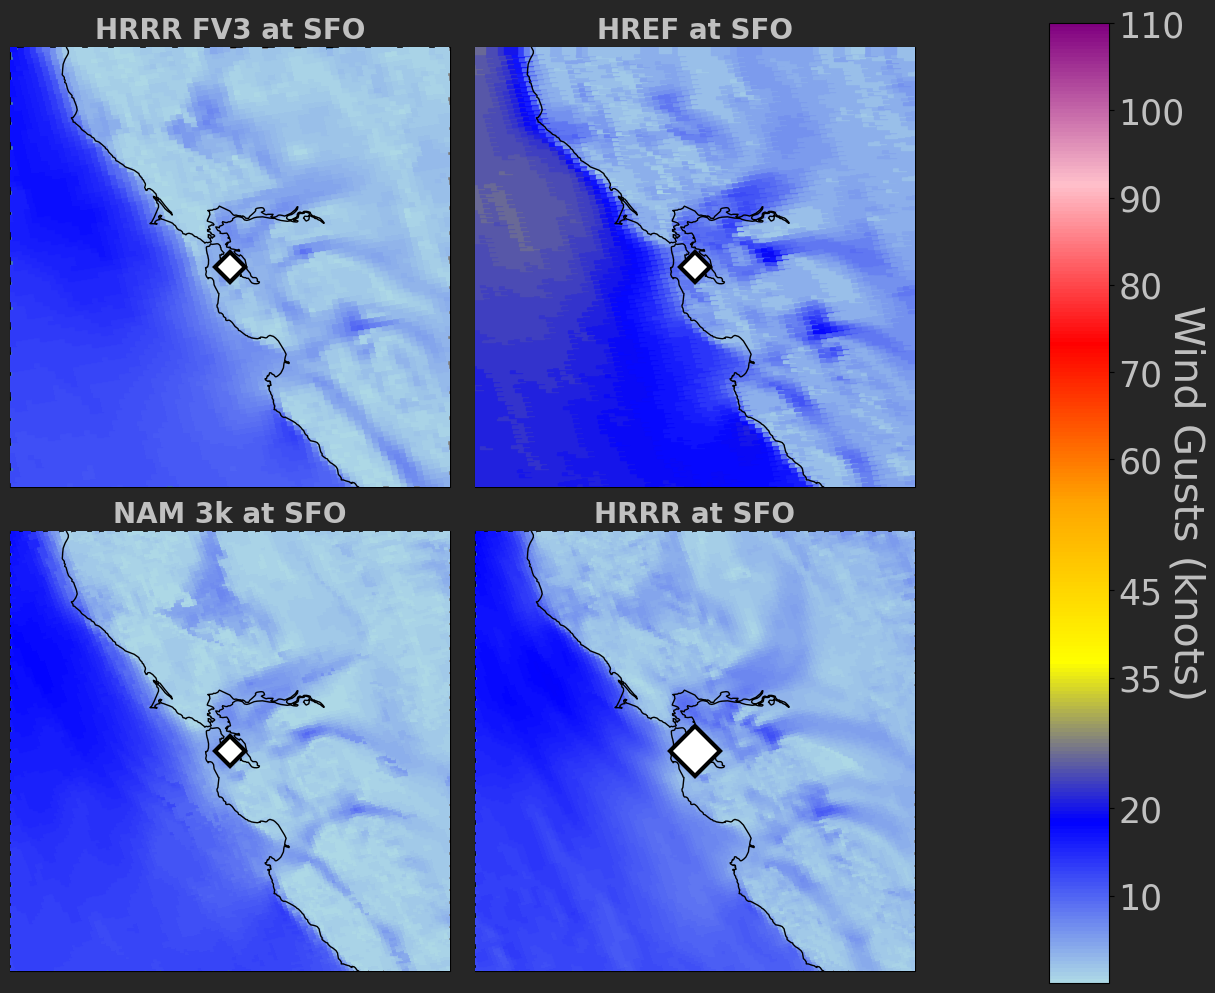 HRRR FV3 at SFO
HREF at SFO
NAM 3k at SFO
HRRR at SFO
110
100
90
80
70
60
45
35
20
10
Wind Gusts (knots)